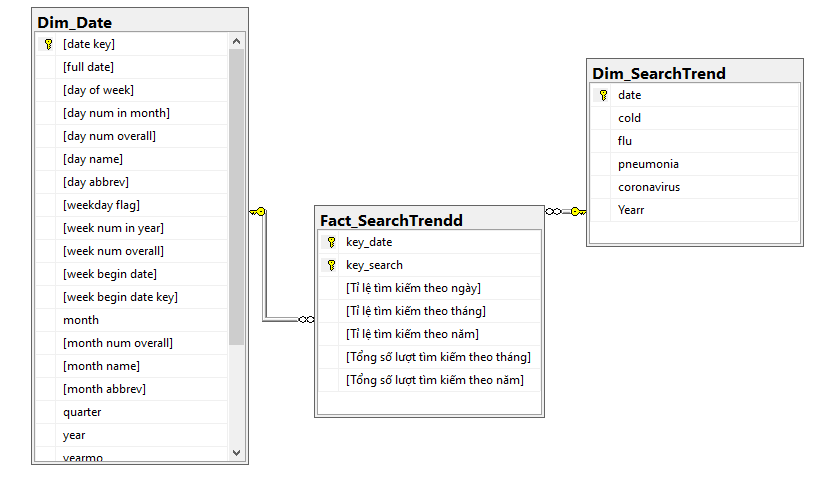 Dim_Date
[date key]
[full date]
[day of week]
[day num in month]
[day num overall]
[day name]
[day abbrev]
[weekday flag]
[week num in year]
[week num overall]
[week begin date]
[week begin date key]
month
[month num overall]
[month name]
[month abbrev]
quarter
year
yearmo
Fact_SearchTrendd
key_date
key_search
[Tỉ lệ tìm kiếm theo ngày]
[Tỉ lệ tìm kiếm theo tháng]
[Tỉ lệ tìm kiếm theo năm]
[Tổng số lượt tìm kiếm theo tháng]
[Tổng số lượt tìm kiếm theo năm]
Dim_SearchTrend
date
cold
flu
pneumonia
coronavirus
Yearr